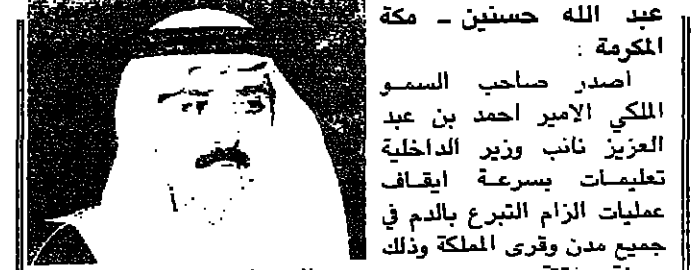 عبد الله حسنين ـ مكة
المكرمة :
اصدر صاحب السمو
الملكي الامير احمد بن عبد
العزيز نائب وزير الداخلية
تعليمات بسرعة ايقاف
عمليات الزام التبرع بالدم في
جميع مدن وقرى المملكة وذلك